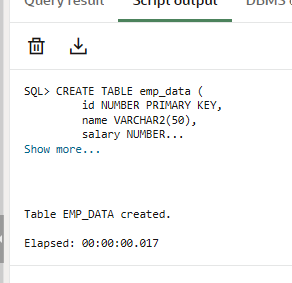 Query result Script output DBMS
SQL> CREATE TABLE emp_data (
id NUMBER PRIMARY KEY,
name VARCHAR2(50),
salary NUMBER...
Show more...
Table EMP_DATA created.
Elapsed: 00:00:00.017